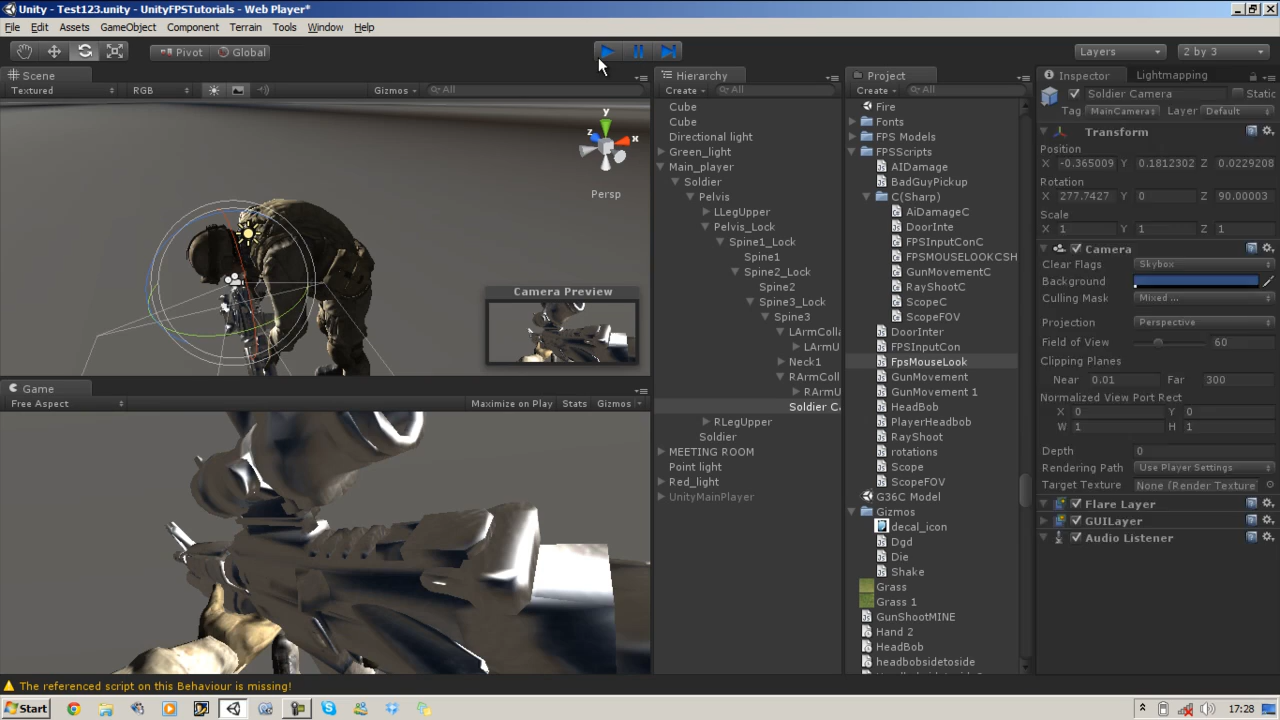 Unity - Test123.unity - UnityFPSTutorials - Web Player*
File Edit Assets GameObject Component Terrain Tools Window Help
Pivot Global Layers 2 by 3
Scene
Textured RGB Gizmos All
y
z
x
Persp
Camera Preview
Game
Free Aspect Maximize on Play Stats Gizmos
Hierarchy
Create All
Cube
Cube
Directional light
Green_light
Main_player
Soldier
Pelvis
LLegUpper
Pelvis_Lock
Spine1_Lock
Spine1
Spine2_Lock
Spine2
Spine3_Lock
Spine3
LArmColla
LArmU
Neck1
RArmColl
RArmU
Soldier Ca
RLegUpper
Soldier
MEETING ROOM
Point light
Red_light
UnityMainPlayer
Project
Create All
Fire
Fonts
FPS Models
FPSScripts
AIDamage
BadGuyPickup
C(Sharp)
AiDamageC
DoorInte
FPSInputConC
FPSMOUSELOOKCSH
GunMovementC
RayShootC
ScopeC
ScopeFOV
DoorInter
FPSInputCon
FpsMouseLook
GunMovement
GunMovement 1
HeadBob
PlayerHeadbob
RayShoot
rotations
Scope
ScopeFOV
G36C Model
Gizmos
decal_icon
Dgd
Die
Shake
Grass
Grass 1
GunShootMINE
Hand 2
HeadBob
headbobsidetoside
Inspector Lightmapping
Soldier Camera Static
Tag MainCamera Layer Default
Transform
Position
X -0.365009 Y 0.1812302 Z 0.0229208
Rotation
X 277.7427 Y 0 Z 90.00003
Scale
X 1 Y 1 Z 1
Camera
Clear Flags Skybox
Background
Culling Mask Mixed ...
Projection Perspective
Field of View 60
Clipping Planes
Near 0.01 Far 300
Normalized View Port Rect
X 0 Y 0
W 1 H 1
Depth 0
Rendering Path Use Player Settings
Target Texture None (Render Texture
Flare Layer
GUILayer
Audio Listener
The referenced script on this Behaviour is missing!
Start 17:28